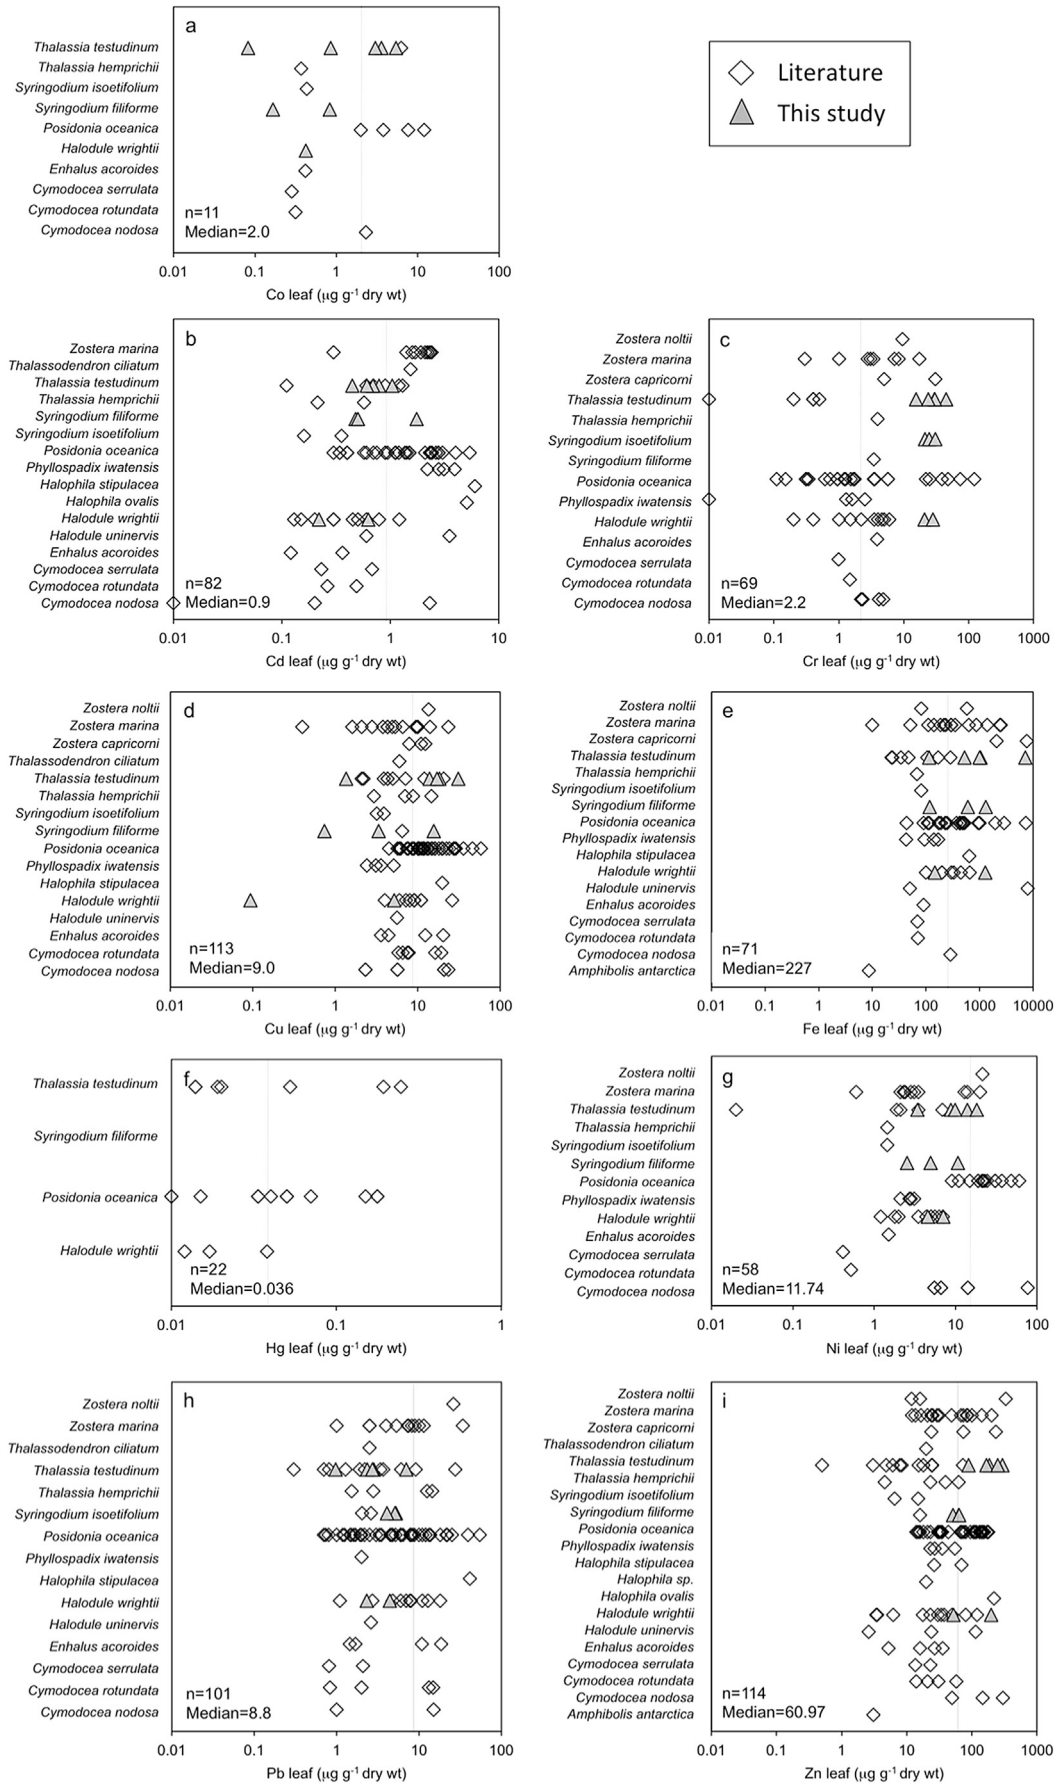 a
Thalassia testudinum
Thalassia hemprichii
Syringodium isoetifolium
Syringodium filiforme
Posidonia oceanica
Halodule wrightii
Enhalus acoroides
Cymodocea serrulata
Cymodocea rotundata
Cymodocea nodosa
n=11
Median=2.0
0.01 0.1 1 10 100
Co leaf (µg g-1 dry wt)
Literature
This study
b
Zostera marina
Thalassodendron ciliatum
Thalassia testudinum
Thalassia hemprichii
Syringodium filiforme
Syringodium isoetifolium
Posidonia oceanica
Phyllospadix iwatensis
Halophila stipulacea
Halophila ovalis
Halodule wrightii
Halodule uninervis
Enhalus acoroides
Cymodocea serrulata
Cymodocea rotundata
Cymodocea nodosa
n=82
Median=0.9
0.01 0.1 1 10
Cd leaf (µg g-1 dry wt)
c
Zostera noltii
Zostera marina
Zostera capricorni
Thalassia testudinum
Thalassia hemprichii
Syringodium isoetifolium
Syringodium filiforme
Posidonia oceanica
Phyllospadix iwatensis
Halodule wrightii
Enhalus acoroides
Cymodocea serrulata
Cymodocea rotundata
Cymodocea nodosa
n=69
Median=2.2
0.01 0.1 1 10 100 1000
Cr leaf (µg g-1 dry wt)
d
Zostera noltii
Zostera marina
Zostera capricorni
Thalassodendron ciliatum
Thalassia testudinum
Thalassia hemprichii
Syringodium isoetifolium
Syringodium filiforme
Posidonia oceanica
Phyllospadix iwatensis
Halophila stipulacea
Halodule wrightii
Halodule uninervis
Enhalus acoroides
Cymodocea rotundata
Cymodocea nodosa
n=113
Median=9.0
0.01 0.1 1 10 100
Cu leaf (µg g-1 dry wt)
e
Zostera noltii
Zostera marina
Zostera capricorni
Thalassia testudinum
Thalassia hemprichii
Syringodium isoetifolium
Syringodium filiforme
Posidonia oceanica
Phyllospadix iwatensis
Halophila stipulacea
Halodule wrightii
Halodule uninervis
Enhalus acoroides
Cymodocea serrulata
Cymodocea rotundata
Cymodocea nodosa
Amphibolis antarctica
n=71
Median=227
0.01 0.1 1 10 100 1000 10000
Fe leaf (µg g-1 dry wt)
f
Thalassia testudinum
Syringodium filiforme
Posidonia oceanica
Halodule wrightii
n=22
Median=0.036
0.01 0.1 1
Hg leaf (µg g-1 dry wt)
g
Zostera noltii
Zostera marina
Thalassia testudinum
Thalassia hemprichii
Syringodium isoetifolium
Syringodium filiforme
Posidonia oceanica
Phyllospadix iwatensis
Halodule wrightii
Enhalus acoroides
Cymodocea serrulata
Cymodocea rotundata
Cymodocea nodosa
n=58
Median=11.74
0.01 0.1 1 10 100
Ni leaf (µg g-1 dry wt)
h
Zostera noltii
Zostera marina
Thalassodendron ciliatum
Thalassia testudinum
Thalassia hemprichii
Syringodium isoetifolium
Posidonia oceanica
Phyllospadix iwatensis
Halophila stipulacea
Halodule wrightii
Halodule uninervis
Enhalus acoroides
Cymodocea serrulata
Cymodocea rotundata
Cymodocea nodosa
n=101
Median=8.8
0.01 0.1 1 10 100
Pb leaf (µg g-1 dry wt)
i
Zostera noltii
Zostera marina
Zostera capricorni
Thalassodendron ciliatum
Thalassia testudinum
Thalassia hemprichii
Syringodium isoetifolium
Syringodium filiforme
Posidonia oceanica
Phyllospadix iwatensis
Halophila stipulacea
Halophila sp.
Halophila ovalis
Halodule wrightii
Halodule uninervis
Enhalus acoroides
Cymodocea serrulata
Cymodocea rotundata
Cymodocea nodosa
Amphibolis antarctica
n=114
Median=60.97
0.01 0.1 1 10 100 1000
Zn leaf (µg g-1 dry wt)